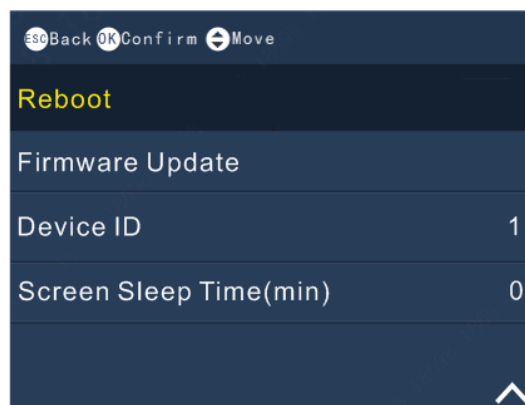 ESC Back OK Confirm Move
Reboot
Firmware Update
Device ID 1
Screen Sleep Time(min) 0